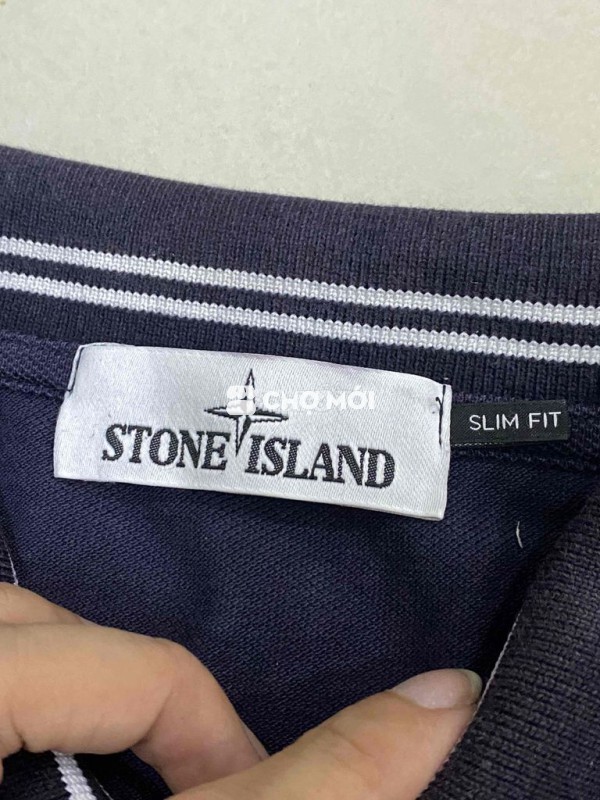 CHỢ MỚI
STONE ISLAND
SLIM FIT